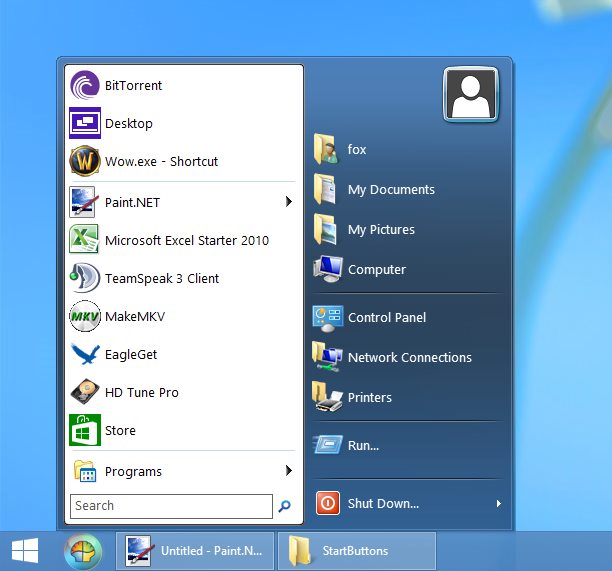 BitTorrent
Desktop
Wow.exe - Shortcut
Paint.NET
Microsoft Excel Starter 2010
TeamSpeak 3 Client
MKV
MakeMKV
EagleGet
HD Tune Pro
Store
Programs
Search
fox
My Documents
My Pictures
Computer
Control Panel
Network Connections
Printers
Run...
Shut Down...
Untitled - Paint.N...
StartButtons